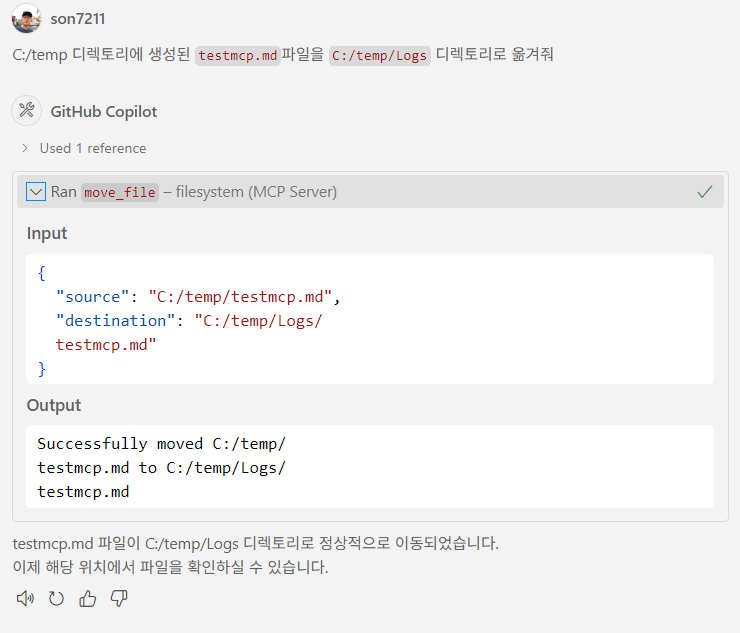 son7211
C:/temp 디렉토리에 생성된 testmcp.md파일을 C:/temp/Logs 디렉토리로 옮겨줘
GitHub Copilot
Used 1 reference
Ran move_file – filesystem (MCP Server)
Input
{
"source": "C:/temp/testmcp.md",
"destination": "C:/temp/Logs/
testmcp.md"
}
Output
Successfully moved C:/temp/
testmcp.md to C:/temp/Logs/
testmcp.md
testmcp.md 파일이 C:/temp/Logs 디렉토리로 정상적으로 이동되었습니다.
이제 해당 위치에서 파일을 확인하실 수 있습니다.